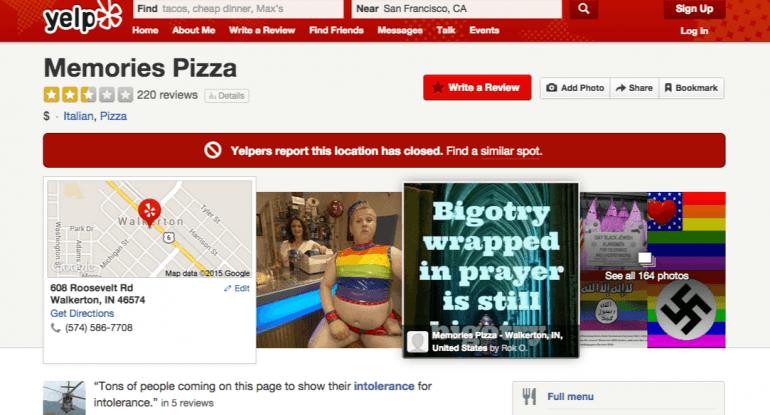 yelp
Find tacos, cheap dinner, Max's
Near San Francisco, CA
Sign Up
Home About Me Write a Review Find Friends Messages Talk Events
Log In
Memories Pizza
220 reviews Details
Write a Review
Add Photo Share Bookmark
$ · Italian, Pizza
Yelpers report this location has closed. Find a similar spot.
Park Dr
Washington
Michigan St
Walkerton
6
Tyler St
Harrison St
Google
Map data ©2015 Google
608 Roosevelt Rd
Walkerton, IN 46574
Edit
Get Directions
(574) 586-7708
Bigotry
wrapped
in prayer
is still
bigotry.
Memories Pizza - Walkerton, IN,
United States by Rok O.
See all 164 photos
"Tons of people coming on this page to show their intolerance for
intolerance." in 5 reviews
Full menu